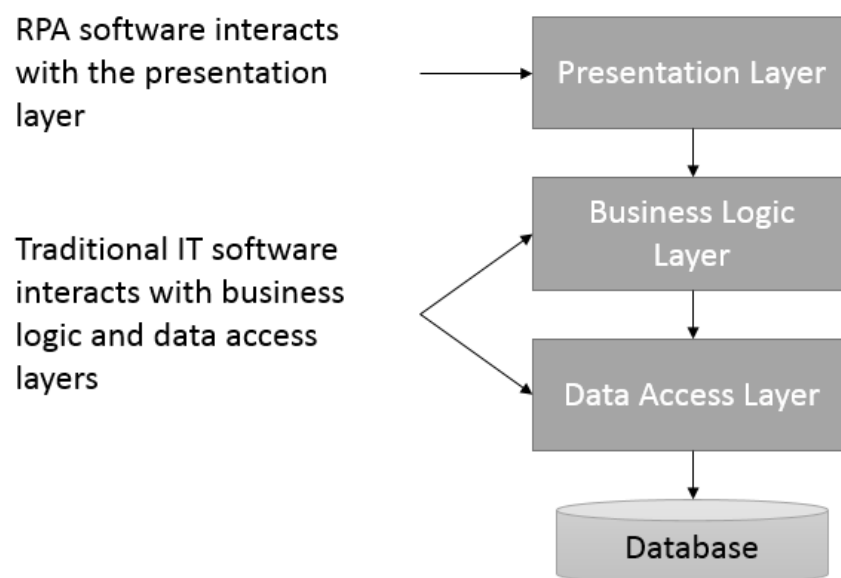 RPA software interacts
with the presentation
layer
Presentation Layer
Business Logic
Layer
Traditional IT software
interacts with business
logic and data access
layers
Data Access Layer
Database